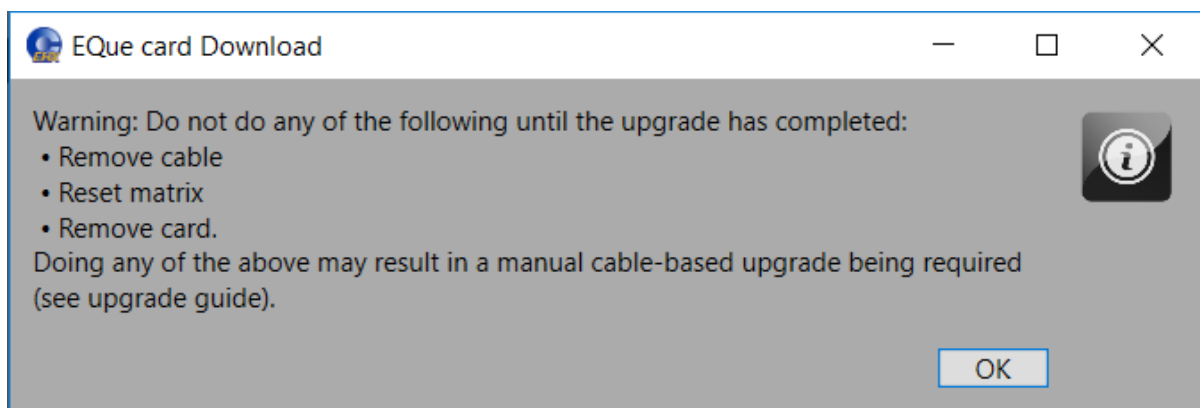 EQue card Download
Warning: Do not do any of the following until the upgrade has completed:
• Remove cable
• Reset matrix
• Remove card.
Doing any of the above may result in a manual cable-based upgrade being required
(see upgrade guide).
OK